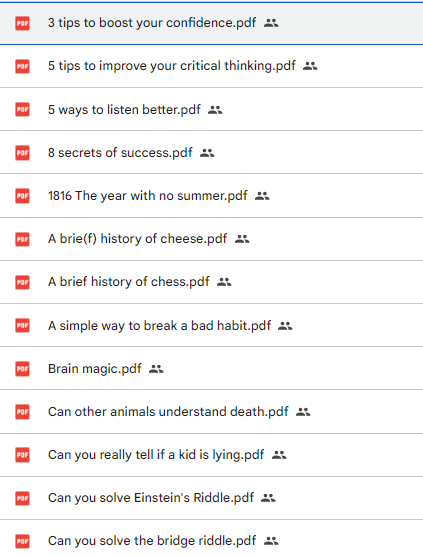 PDF 3 tips to boost your confidence.pdf
PDF 5 tips to improve your critical thinking.pdf
PDF 5 ways to listen better.pdf
PDF 8 secrets of success.pdf
PDF 1816 The year with no summer.pdf
PDF A brie(f) history of cheese.pdf
PDF A brief history of chess.pdf
PDF A simple way to break a bad habit.pdf
PDF Brain magic.pdf
PDF Can other animals understand death.pdf
PDF Can you really tell if a kid is lying.pdf
PDF Can you solve Einstein's Riddle.pdf
PDF Can you solve the bridge riddle.pdf